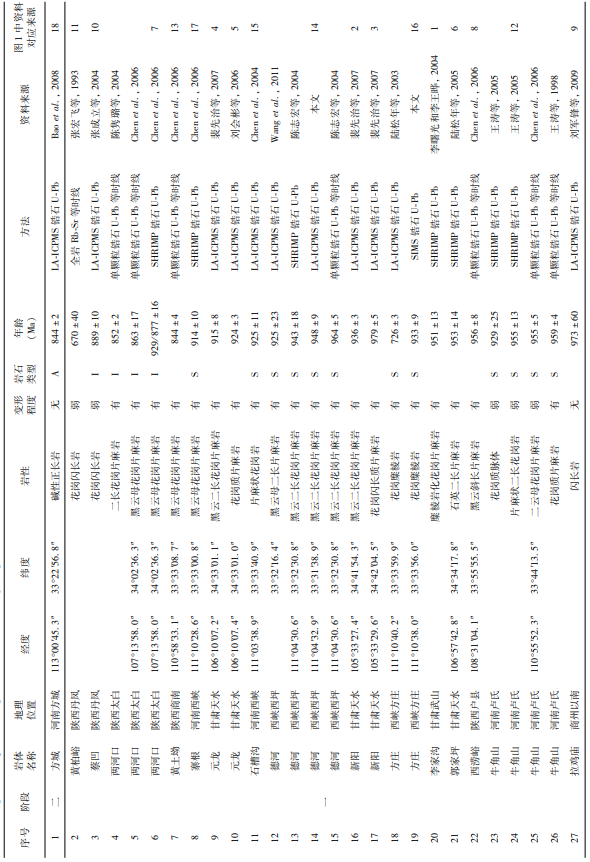 序号 阶段 岩体名称 地理位置 经度 纬度 岩性 变形程度 岩石类型 年龄(Ma) 方法 资料来源 图1中资料对应来源
1 二 方城 河南方城 113°00′45.3″ 33°22′56.8″ 碱性正长岩 无 A 844±2 LA-ICPMS 锆石 U-Pb Bao et al., 2008 18
2 黄柏峪 陕西丹凤 花岗闪长岩 弱 670±40 全岩 Rb-Sr 等时线 张宏飞等, 1993 11
3 蔡凹 陕西丹凤 花岗闪长岩 弱 I 889±10 LA-ICPMS 锆石 U-Pb 张成立等, 2004 10
4 两河口 陕西太白 二长花岗片麻岩 有 I 852±2 单颗粒锆石 U-Pb 等时线 陈隽璐等, 2004
5 两河口 陕西太白 107°13′58.0″ 34°02′36.3″ 黑云母花岗片麻岩 有 I 863±17 单颗粒锆石 U-Pb 等时线 Chen et al., 2006
6 两河口 陕西太白 107°13′58.0″ 34°02′36.3″ 黑云母花岗片麻岩 有 I 929/877±16 SHRIMP 锆石 U-Pb Chen et al., 2006 7
7 黄土坳 陕西商南 110°58′33.1″ 33°33′08.7″ 黑云母花岗片麻岩 有 844±4 单颗粒锆石 U-Pb 等时线 Chen et al., 2006 13
8 寨根 河南西峡 111°10′28.6″ 33°33′00.8″ 黑云母花岗片麻岩 有 S 914±10 SHRIMP 锆石 U-Pb Chen et al., 2006 17
9 元龙 甘肃天水 106°10′07.2″ 34°33′01.1″ 黑云二长花岗片麻岩 有 915±8 LA-ICPMS 锆石 U-Pb 裴先治等, 2007 4
10 元龙 甘肃天水 106°10′07.4″ 34°33′01.0″ 花岗质片麻岩 有 924±3 LA-ICPMS 锆石 U-Pb 刘会彬等, 2006 5
11 石槽沟 河南西峡 111°03′38.9″ 33°33′40.9″ 片麻状花岗岩 有 S 925±11 LA-ICPMS 锆石 U-Pb Chen et al., 2004 15
12 德河 西峡西坪 33°32′16.4″ 黑云母二长片麻岩 有 S 925±23 LA-ICPMS 锆石 U-Pb Wang et al., 2011
13 德河 西峡西坪 111°04′30.6″ 33°32′30.8″ 黑云二长花岗片麻岩 有 S 943±18 SHRIMP 锆石 U-Pb 陈志宏等, 2004
14 一 德河 西峡西坪 111°04′32.9″ 33°31′38.9″ 黑云二长花岗片麻岩 有 S 948±9 LA-ICPMS 锆石 U-Pb 本文 14
15 德河 西峡西坪 111°04′30.6″ 33°32′30.8″ 黑云二长花岗片麻岩 有 S 964±5 单颗粒锆石 U-Pb 等时线 陈志宏等, 2004
16 新阳 甘肃天水 105°33′27.4″ 34°41′54.3″ 黑云二长花岗片麻岩 有 936±3 LA-ICPMS 锆石 U-Pb 裴先治等, 2007 2
17 新阳 甘肃天水 105°33′29.6″ 34°42′04.5″ 花岗闪长质片麻岩 有 979±5 LA-ICPMS 锆石 U-Pb 裴先治等, 2007 3
18 方庄 西峡方庄 111°10′40.2″ 33°33′59.9″ 花岗糜棱岩 有 S 726±3 LA-ICPMS 锆石 U-Pb 陆松年等, 2003
19 方庄 西峡方庄 111°10′38.0″ 33°33′56.0″ 花岗糜棱岩 有 S 933±9 SIMS 锆石 U-Pb 本文 16
20 李家沟 甘肃武山 糜棱岩化花岗片麻岩 有 951±13 SHRIMP 锆石 U-Pb 李曙光和李王晔, 2004 1
21 郭家坪 甘肃天水 106°57′42.8″ 34°34′17.8″ 石英二长片麻岩 有 953±14 SHRIMP 锆石 U-Pb 陆松年等, 2005 6
22 西涝峪 陕西户县 108°31′04.1″ 33°55′55.5″ 黑云斜长片麻岩 有 S 956±8 单颗粒锆石 U-Pb 等时线 Chen et al., 2006 8
23 牛角山 河南卢氏 花岗质脉体 弱 S 929±25 SHRIMP 锆石 U-Pb 王涛等, 2005
24 牛角山 河南卢氏 片麻状二长花岗岩 弱 S 955±13 SHRIMP 锆石 U-Pb 王涛等, 2005 12
25 牛角山 河南卢氏 110°55′52.3″ 33°44′13.5″ 二云母花岗片麻岩 弱 S 955±5 单颗粒锆石 U-Pb 等时线 Chen et al., 2006
26 牛角山 河南卢氏 花岗质片麻岩 有 S 959±4 单颗粒锆石 U-Pb 等时线 王涛等, 1998
27 拉鸡庙 商州以南 闪长岩 无 973±60 LA-ICPMS 锆石 U-Pb 刘军锋等, 2009 9